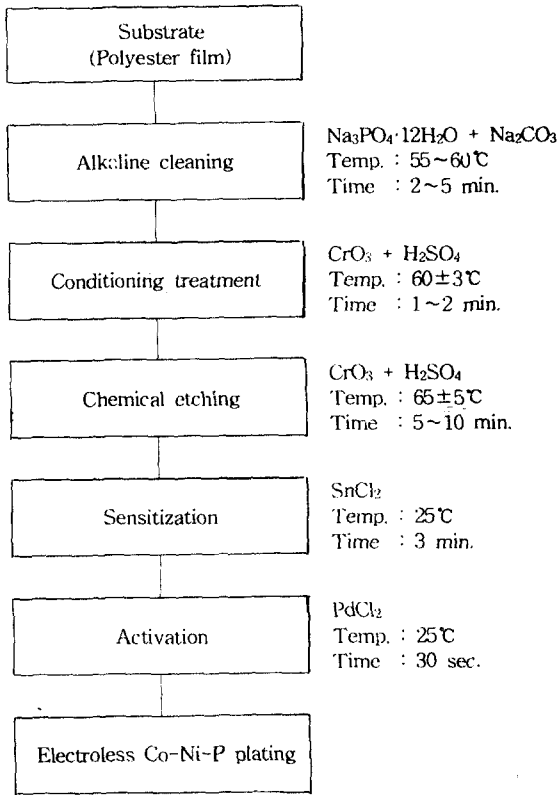 Substrate
(Polyester film)
Alkaline cleaning
Na₃PO₄·12H₂O + Na₂CO₃
Temp. : 55~60℃
Time : 2~5 min.
Conditioning treatment
CrO₃ + H₂SO₄
Temp. : 60±3℃
Time : 1~2 min.
Chemical etching
CrO₃ + H₂SO₄
Temp. : 65±5℃
Time : 5~10 min.
Sensitization
SnCl₂
Temp. : 25℃
Time : 3 min.
Activation
PdCl₂
Temp. : 25℃
Time : 30 sec.
Electroless Co-Ni-P plating